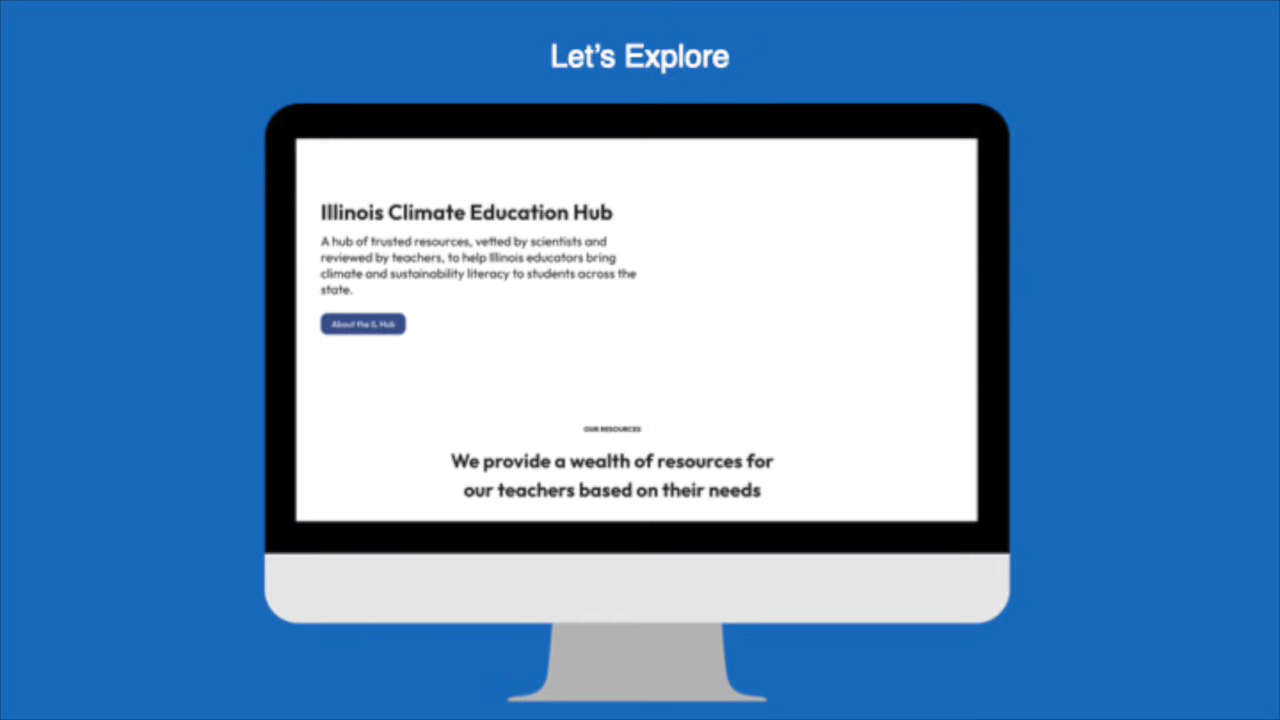 Let's Explore
Illinois Climate Education Hub
A hub of trusted resources, vetted by scientists and
reviewed by teachers, to help Illinois educators bring
climate and sustainability literacy to students across the
state.
About the IL Hub
OUR RESOURCES
We provide a wealth of resources for
our teachers based on their needs